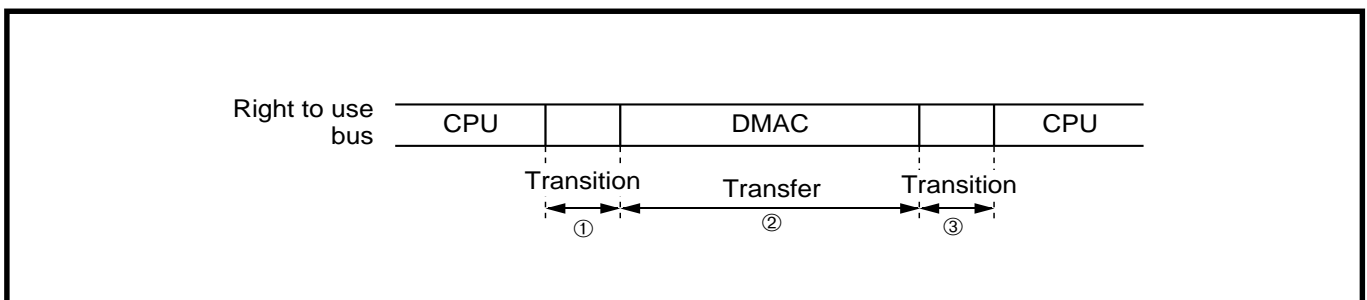 Right to use
bus
CPU
DMAC
CPU
Transition
Transfer
Transition
①
②
③